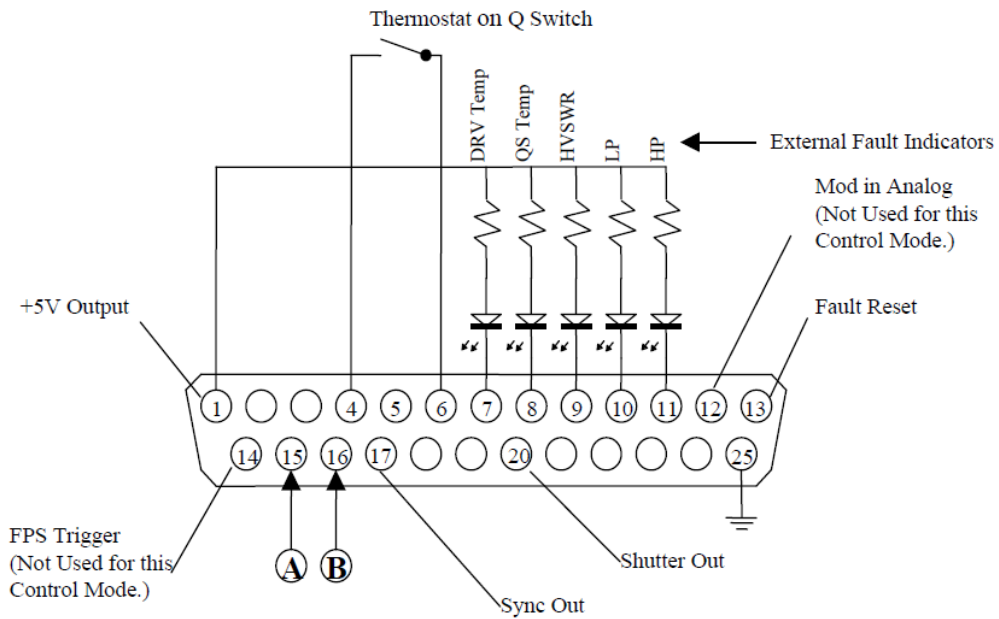 Thermostat on Q Switch
DRV Temp
QS Temp
HVSWR
LP
HP
External Fault Indicators
Mod in Analog
(Not Used for this
Control Mode.)
+5V Output
Fault Reset
1
4
5
6
7
8
9
10
11
12
13
14
15
16
17
20
25
FPS Trigger
(Not Used for this
Control Mode.)
A
B
Shutter Out
Sync Out